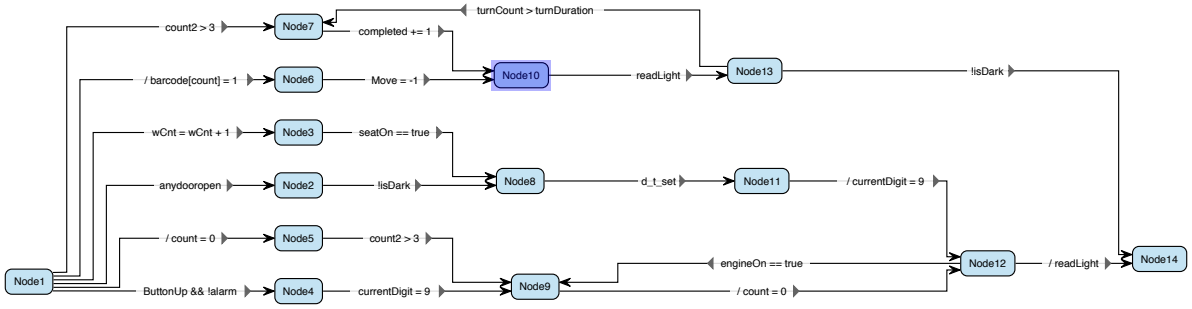 turnCount > turnDuration
count2 > 3
Node7
completed += 1
/ barcode[count] = 1
Node6
Move = -1
Node10
readLight
Node13
!isDark
wCnt = wCnt + 1
Node3
seatOn == true
anydooropen
Node2
!isDark
Node8
d_t_set
Node11
/ currentDigit = 9
/ count = 0
Node5
count2 > 3
engineOn == true
Node12
/ readLight
Node14
Node1
ButtonUp && !alarm
Node4
currentDigit = 9
Node9
/ count = 0